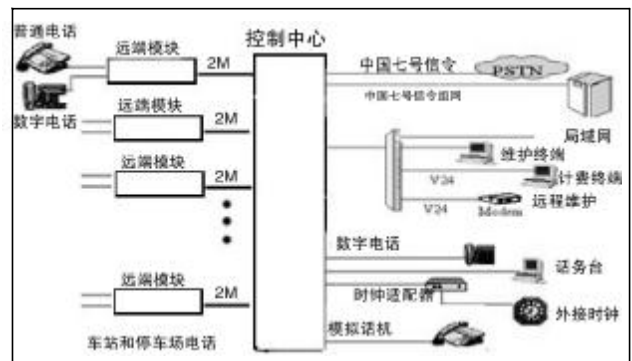 普通电话
远端模块
2M
数字电话
远端模块
2M
远端模块
2M
远端模块
2M
车站和停车场电话
控制中心
中国七号信令
PSTN
中国七号信令组网
局域网
维护终端
V24
计费终端
V24
Modem
远程维护
数字电话
话务台
时钟适配器
外接时钟
模拟话机